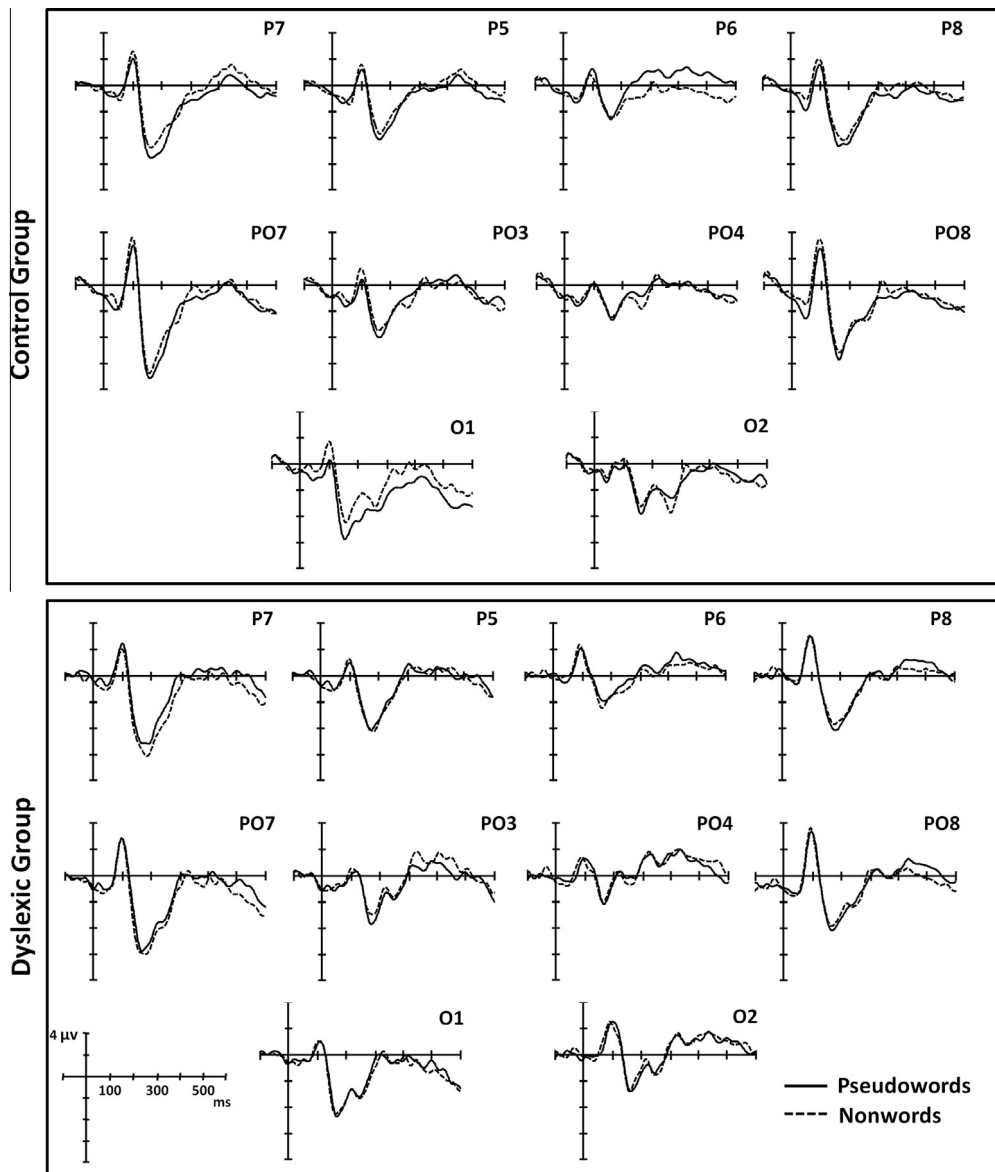 Control Group
P7 P5 P6 P8
PO7 PO3 PO4 PO8
O1 O2
Dyslexic Group
P7 P5 P6 P8
PO7 PO3 PO4 PO8
O1 O2
4 μv
100 300 500
ms
Pseudowords
Nonwords